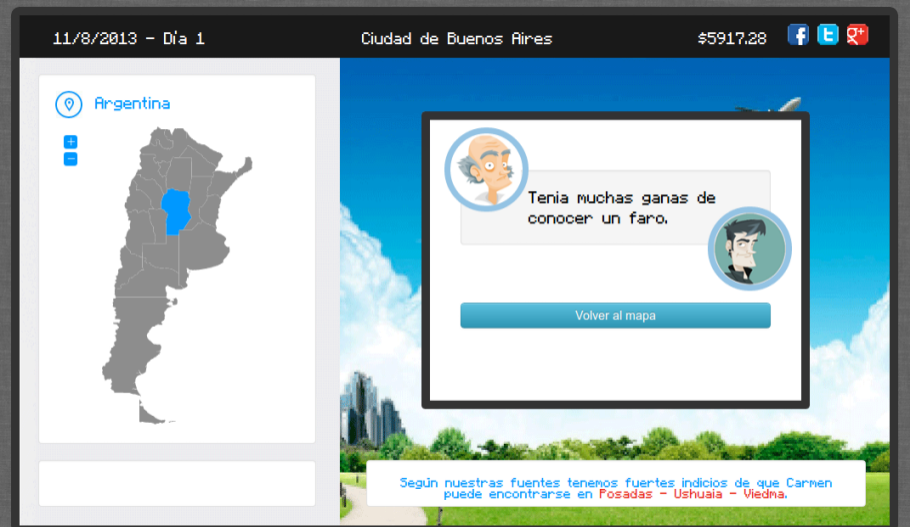 11/8/2013 - Día 1
Ciudad de Buenos Aires
$5917.28
Argentina
+
-
Tenia muchas ganas de
conocer un faro.
Volver al mapa
Según nuestras fuentes tenemos fuertes indicios de que Carmen
puede encontrarse en Posadas - Ushuaia - Viedma.